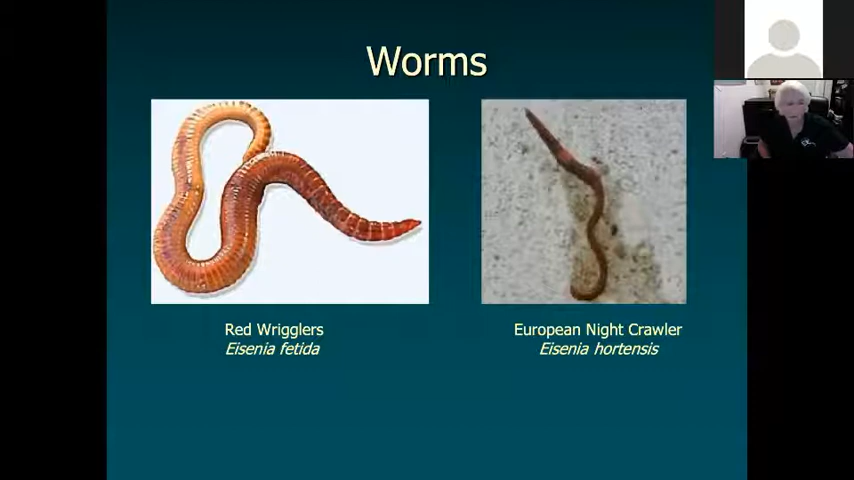 Worms
Red Wrigglers
Eisenia fetida
European Night Crawler
Eisenia hortensis